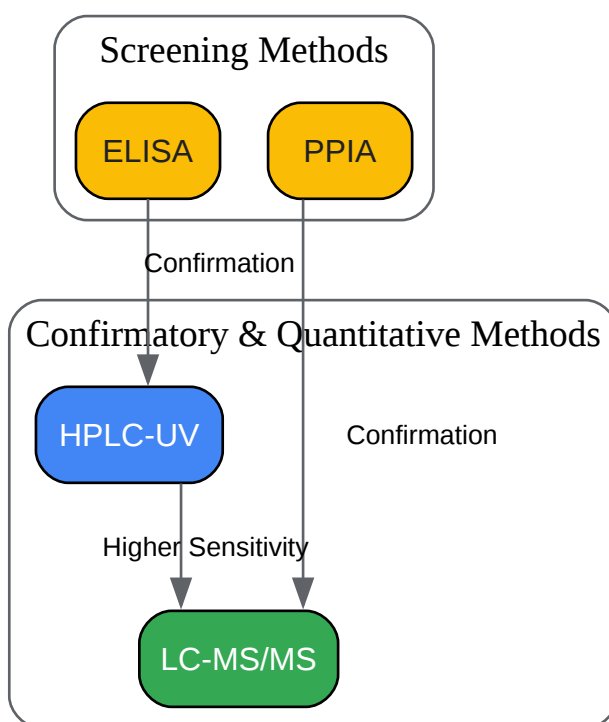 Screening Methods
ELISA
PPIA
Confirmation
Confirmatory & Quantitative Methods
HPLC-UV
Confirmation
Higher Sensitivity
LC-MS/MS